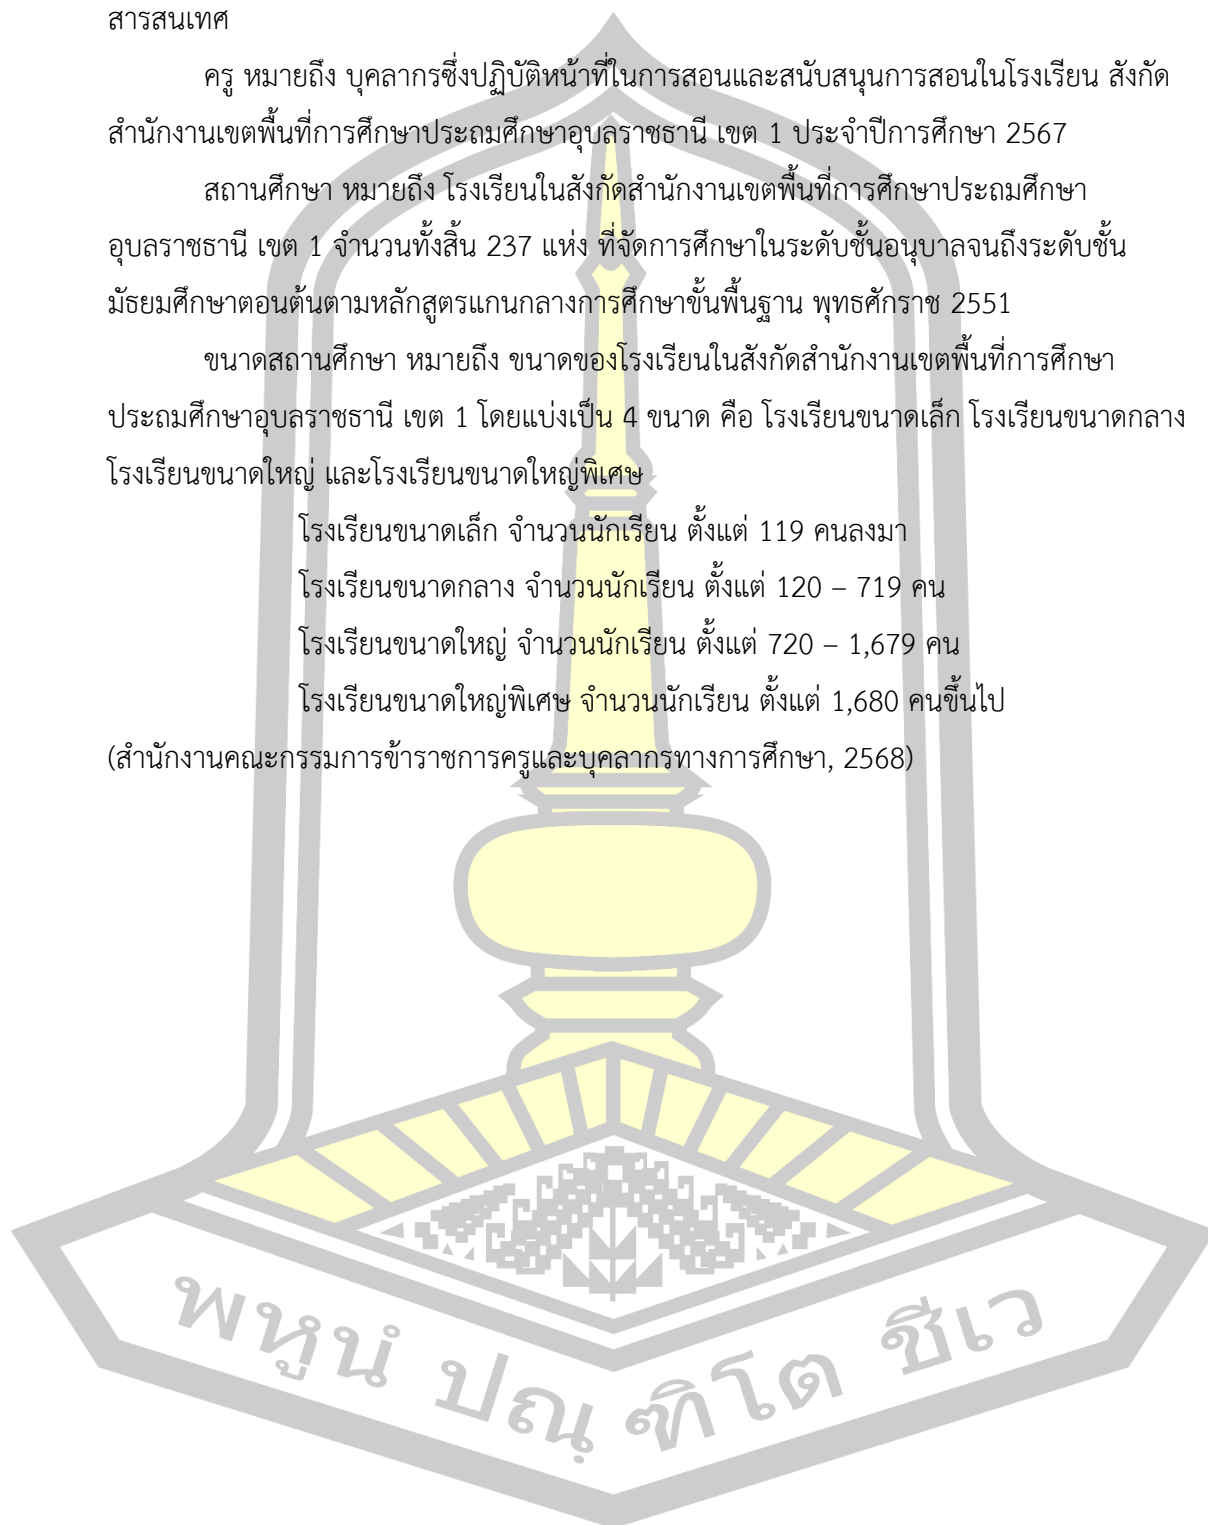 สารสนเทศ
ครู หมายถึง บุคลากรซึ่งปฏิบัติหน้าที่ในการสอนและสนับสนุนการสอนในโรงเรียน สังกัด
สำนักงานเขตพื้นที่การศึกษาประถมศึกษาอุบลราชธานี เขต 1 ประจำปีการศึกษา 2567
สถานศึกษา หมายถึง โรงเรียนในสังกัดสำนักงานเขตพื้นที่การศึกษาประถมศึกษา
อุบลราชธานี เขต 1 จำนวนทั้งสิ้น 237 แห่ง ที่จัดการศึกษาในระดับชั้นอนุบาลจนถึงระดับชั้น
มัธยมศึกษาตอนต้นตามหลักสูตรแกนกลางการศึกษาขั้นพื้นฐาน พุทธศักราช 2551
ขนาดสถานศึกษา หมายถึง ขนาดของโรงเรียนในสังกัดสำนักงานเขตพื้นที่การศึกษา
ประถมศึกษาอุบลราชธานี เขต 1 โดยแบ่งเป็น 4 ขนาด คือ โรงเรียนขนาดเล็ก โรงเรียนขนาดกลาง
โรงเรียนขนาดใหญ่ และโรงเรียนขนาดใหญ่พิเศษ
โรงเรียนขนาดเล็ก จำนวนนักเรียน ตั้งแต่ 119 คนลงมา
โรงเรียนขนาดกลาง จำนวนนักเรียน ตั้งแต่ 120 – 719 คน
โรงเรียนขนาดใหญ่ จำนวนนักเรียน ตั้งแต่ 720 – 1,679 คน
โรงเรียนขนาดใหญ่พิเศษ จำนวนนักเรียน ตั้งแต่ 1,680 คนขึ้นไป
(สำนักงานคณะกรรมการข้าราชการครูและบุคลากรทางการศึกษา, 2568)
พหูนํ ปณฺฑิโต ชีเว